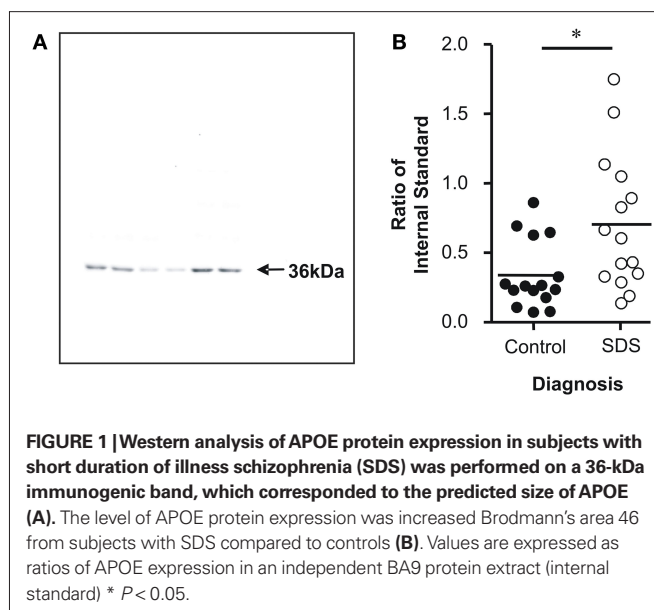 A
36kDa
B
*
2.0
1.5
1.0
0.5
0.0
Ratio of
Internal Standard
Control
SDS
Diagnosis
FIGURE 1 | Western analysis of APOE protein expression in subjects with
short duration of illness schizophrenia (SDS) was performed on a 36-kDa
immunogenic band, which corresponded to the predicted size of APOE
(A). The level of APOE protein expression was increased Brodmann's area 46
from subjects with SDS compared to controls (B). Values are expressed as
ratios of APOE expression in an independent BA9 protein extract (internal
standard) * P < 0.05.